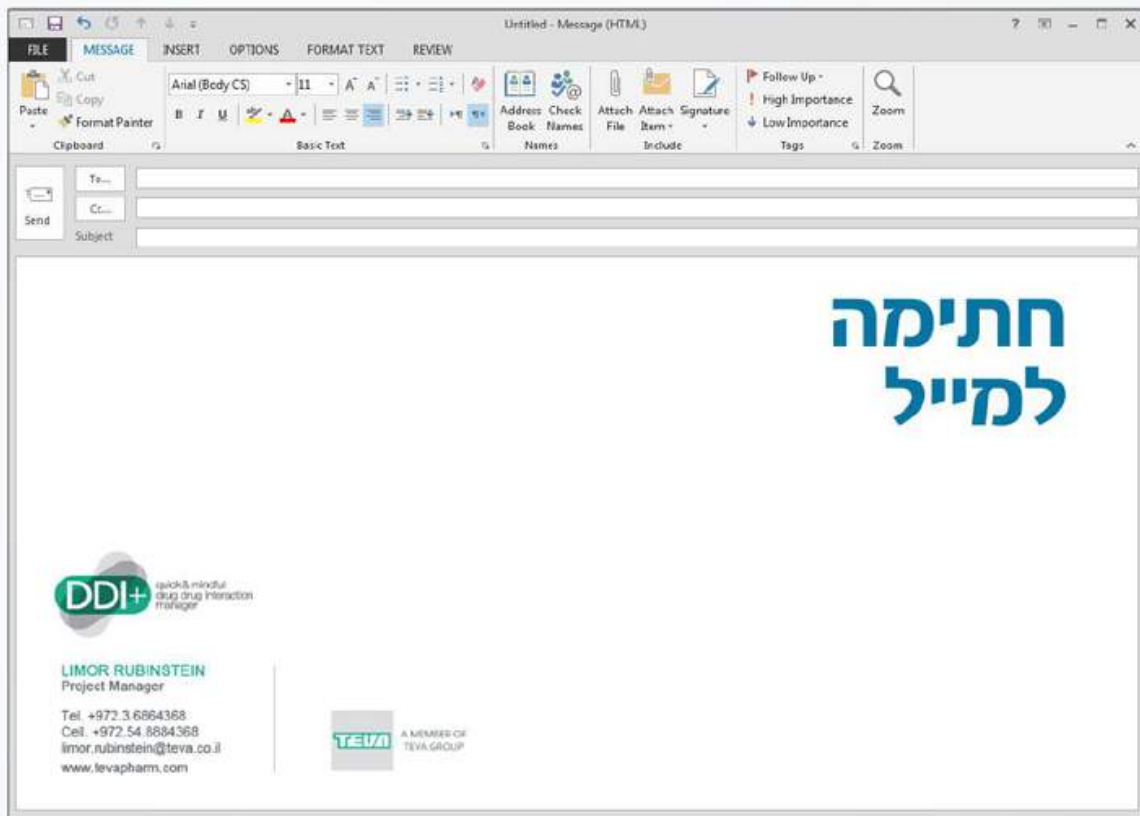 Untitled - Message (HTML)
FILE MESSAGE INSERT OPTIONS FORMAT TEXT REVIEW
Paste
Cut
Copy
Format Painter
Clipboard
Arial (Body CS) 11
B I U
Basic Text
Address Book
Check Names
Names
Attach File
Attach Item
Signature
Include
Follow Up
High Importance
Low Importance
Tags
Zoom
Zoom
Send
To...
Cc...
Subject
חתימה
למייל
DDI+
quick & mindful
drug drug interaction
manager
LIMOR RUBINSTEIN
Project Manager
Tel. +972.3.6864368
Cell. +972.54.8884368
limor.rubinstein@teva.co.il
www.tevapharm.com
TEVA
A MEMBER OF
TEVA GROUP